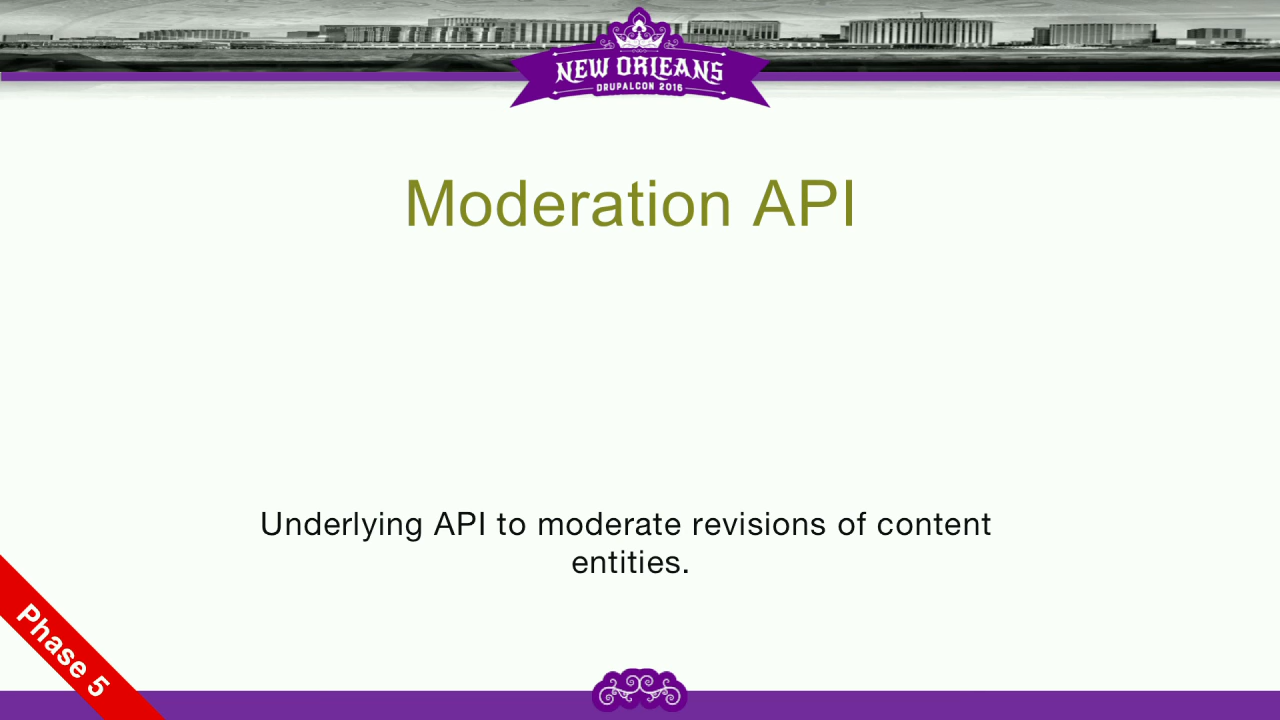 NEW ORLEANS
DRUPALCON 2016
Moderation API
Underlying API to moderate revisions of content
entities.
Phase 5